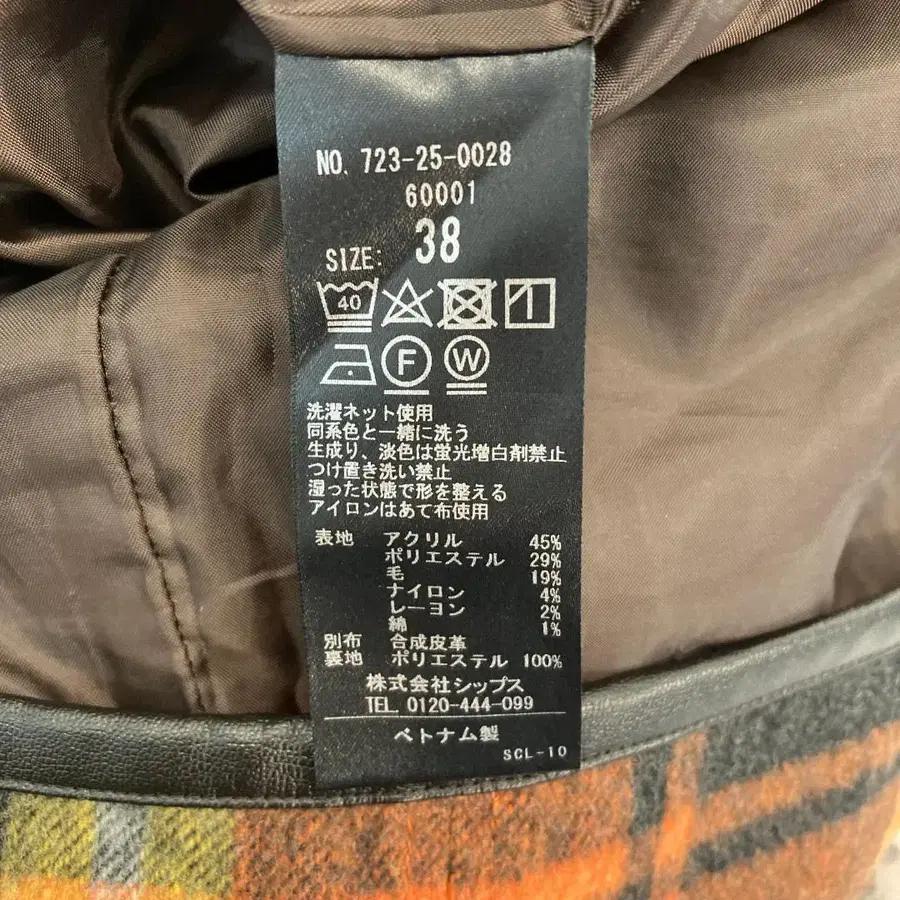 NO. 723-25-0028
60001
SIZE: 38
40
F W
洗濯ネット使用
同系色と一緒に洗う
生成り、淡色は蛍光増白剤禁止
つけ置き洗い禁止
湿った状態で形を整える
アイロンはあて布使用
表地 アクリル 45%
ポリエステル 29%
毛 19%
ナイロン 4%
レーヨン 2%
綿 1%
別布 合成皮革
裏地 ポリエステル 100%
株式会社シップス
TEL. 0120-444-099
ベトナム製
SCL-10